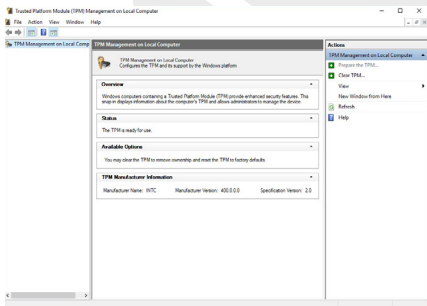 Trusted Platform Module (TPM) Management on Local Computer
File Action View Window Help
TPM Management on Local Comp
TPM Management on Local Computer
TPM Management on Local Computer
Configures the TPM and its support by the Windows platform
Overview
Windows computers containing a Trusted Platform Module (TPM) provide enhanced security features. This
snap-in displays information about the computer's TPM and allows administrators to manage the device.
Status
The TPM is ready for use.
Available Options
You may clear the TPM to remove ownership and reset the TPM to factory defaults.
TPM Manufacturer Information
Manufacturer Name: INTC Manufacturer Version: 400.0.0.0 Specification Version: 2.0
Actions
TPM Management on Local Computer
Prepare the TPM...
Clear TPM...
View
New Window from Here
Refresh
Help